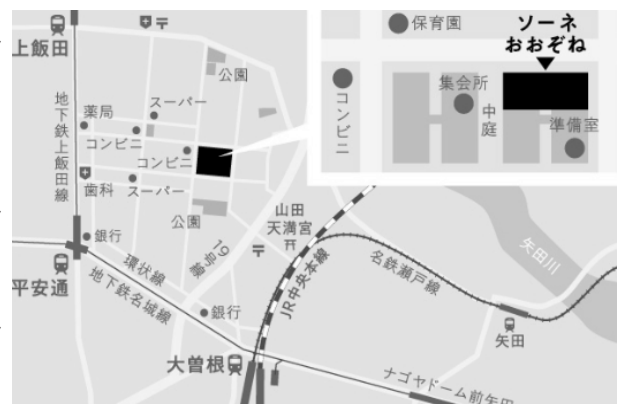 上飯田
〒
公園
地下鉄上飯田線
薬局
スーパー
コンビニ
コンビニ
歯科
スーパー
公園
銀行
19号線
環状線
地下鉄名城線
平安通
銀行
大曽根
〒
山田
天満宮
JR中央本線
名鉄瀬戸線
矢田川
矢田
ナゴヤドーム前矢田
保育園
ソーネ
おおぞね
コンビニ
集会所
中庭
準備室